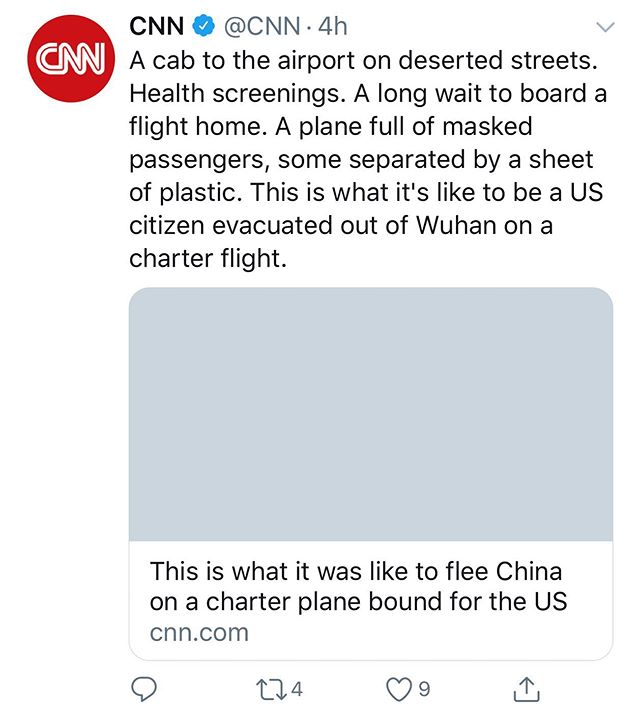 CNN
CNN @CNN · 4h
A cab to the airport on deserted streets.
Health screenings. A long wait to board a
flight home. A plane full of masked
passengers, some separated by a sheet
of plastic. This is what it's like to be a US
citizen evacuated out of Wuhan on a
charter flight.
This is what it was like to flee China
on a charter plane bound for the US
cnn.com
4 9